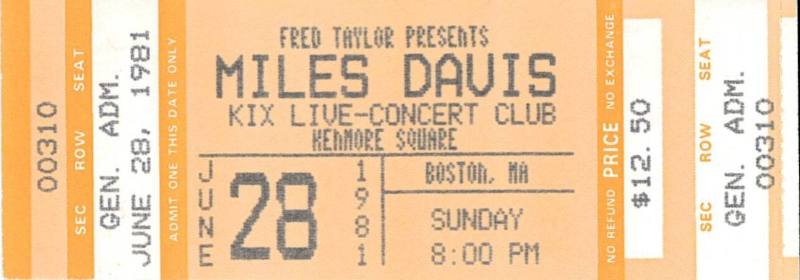 00310
SEC ROW SEAT
GEN. ADM.
JUNE 28, 1981
ADMIT ONE THIS DATE ONLY
FRED TAYLOR PRESENTS
MILES DAVIS
KIX LIVE-CONCERT CLUB
KENMORE SQUARE
JUNE
28
1981
BOSTON, MA
SUNDAY
8:00 PM
NO REFUND PRICE NO EXCHANGE
$12.50
SEC ROW SEAT
GEN. ADM.
00310